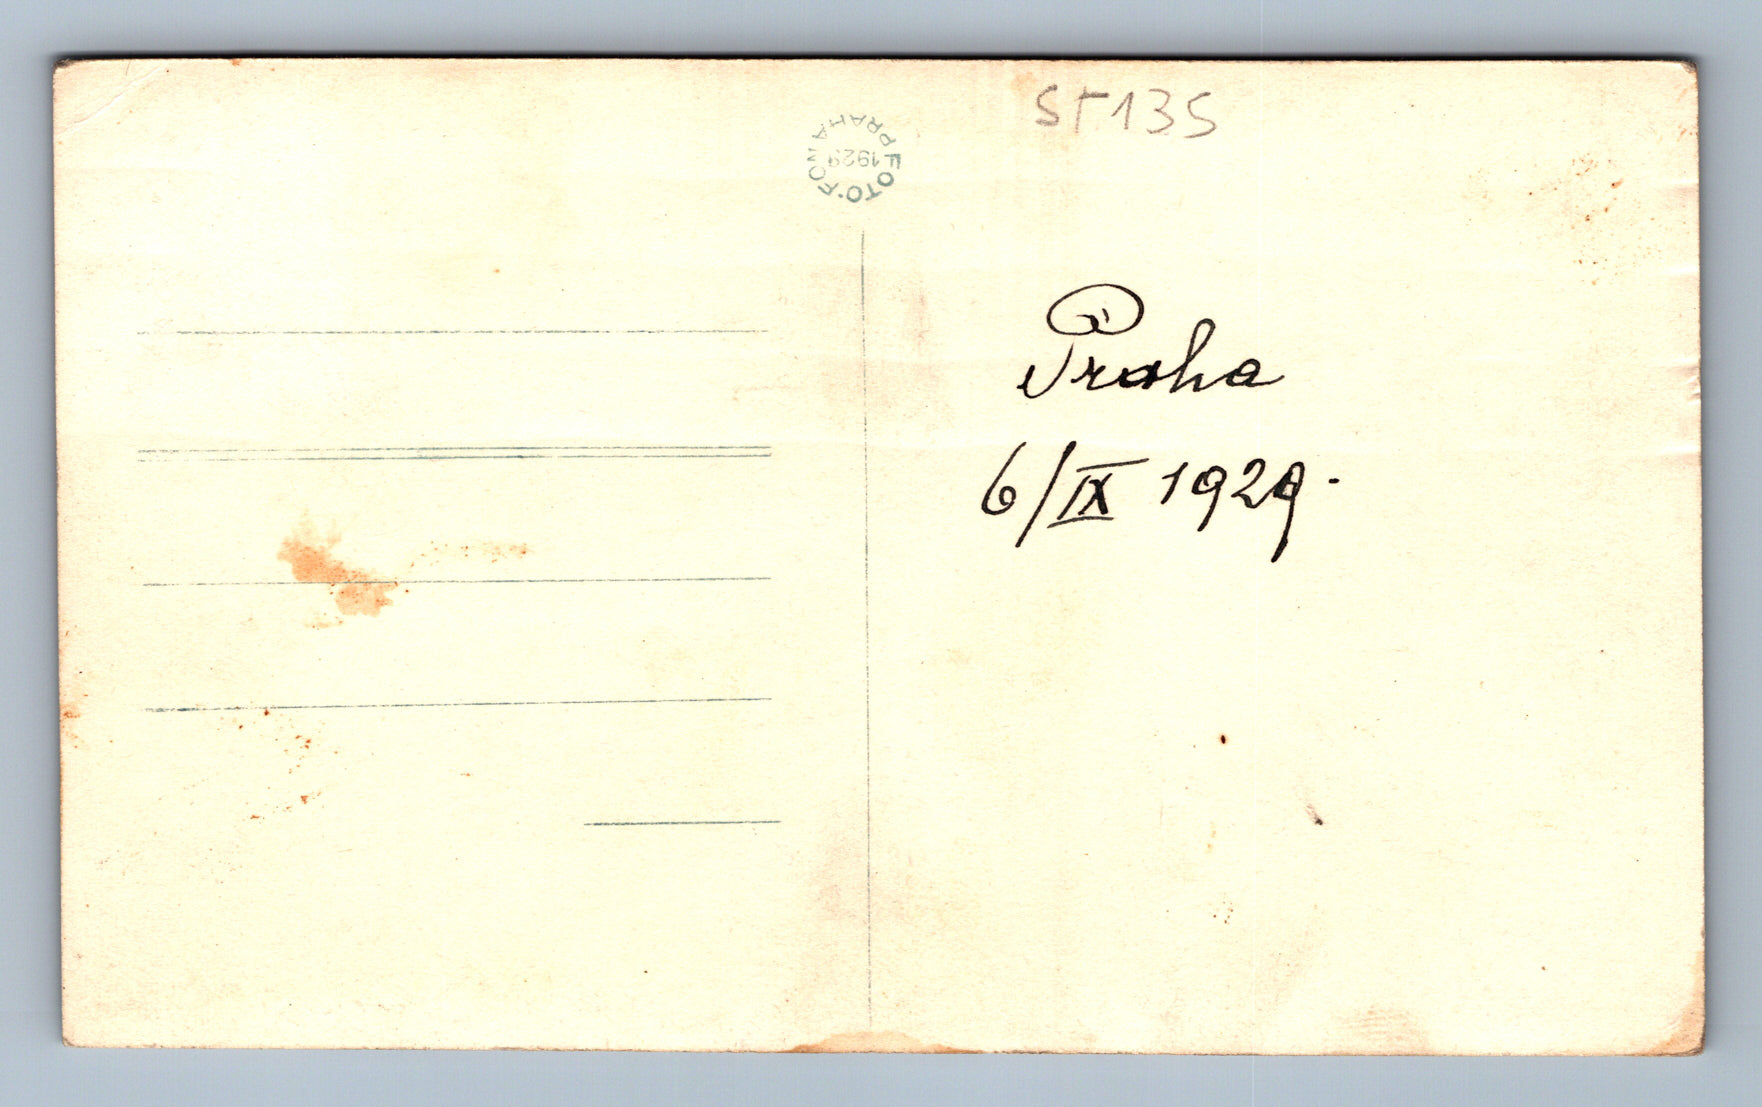 ST135
FOTO-FON PRAHA
1929
Praha
6/IX 1929.